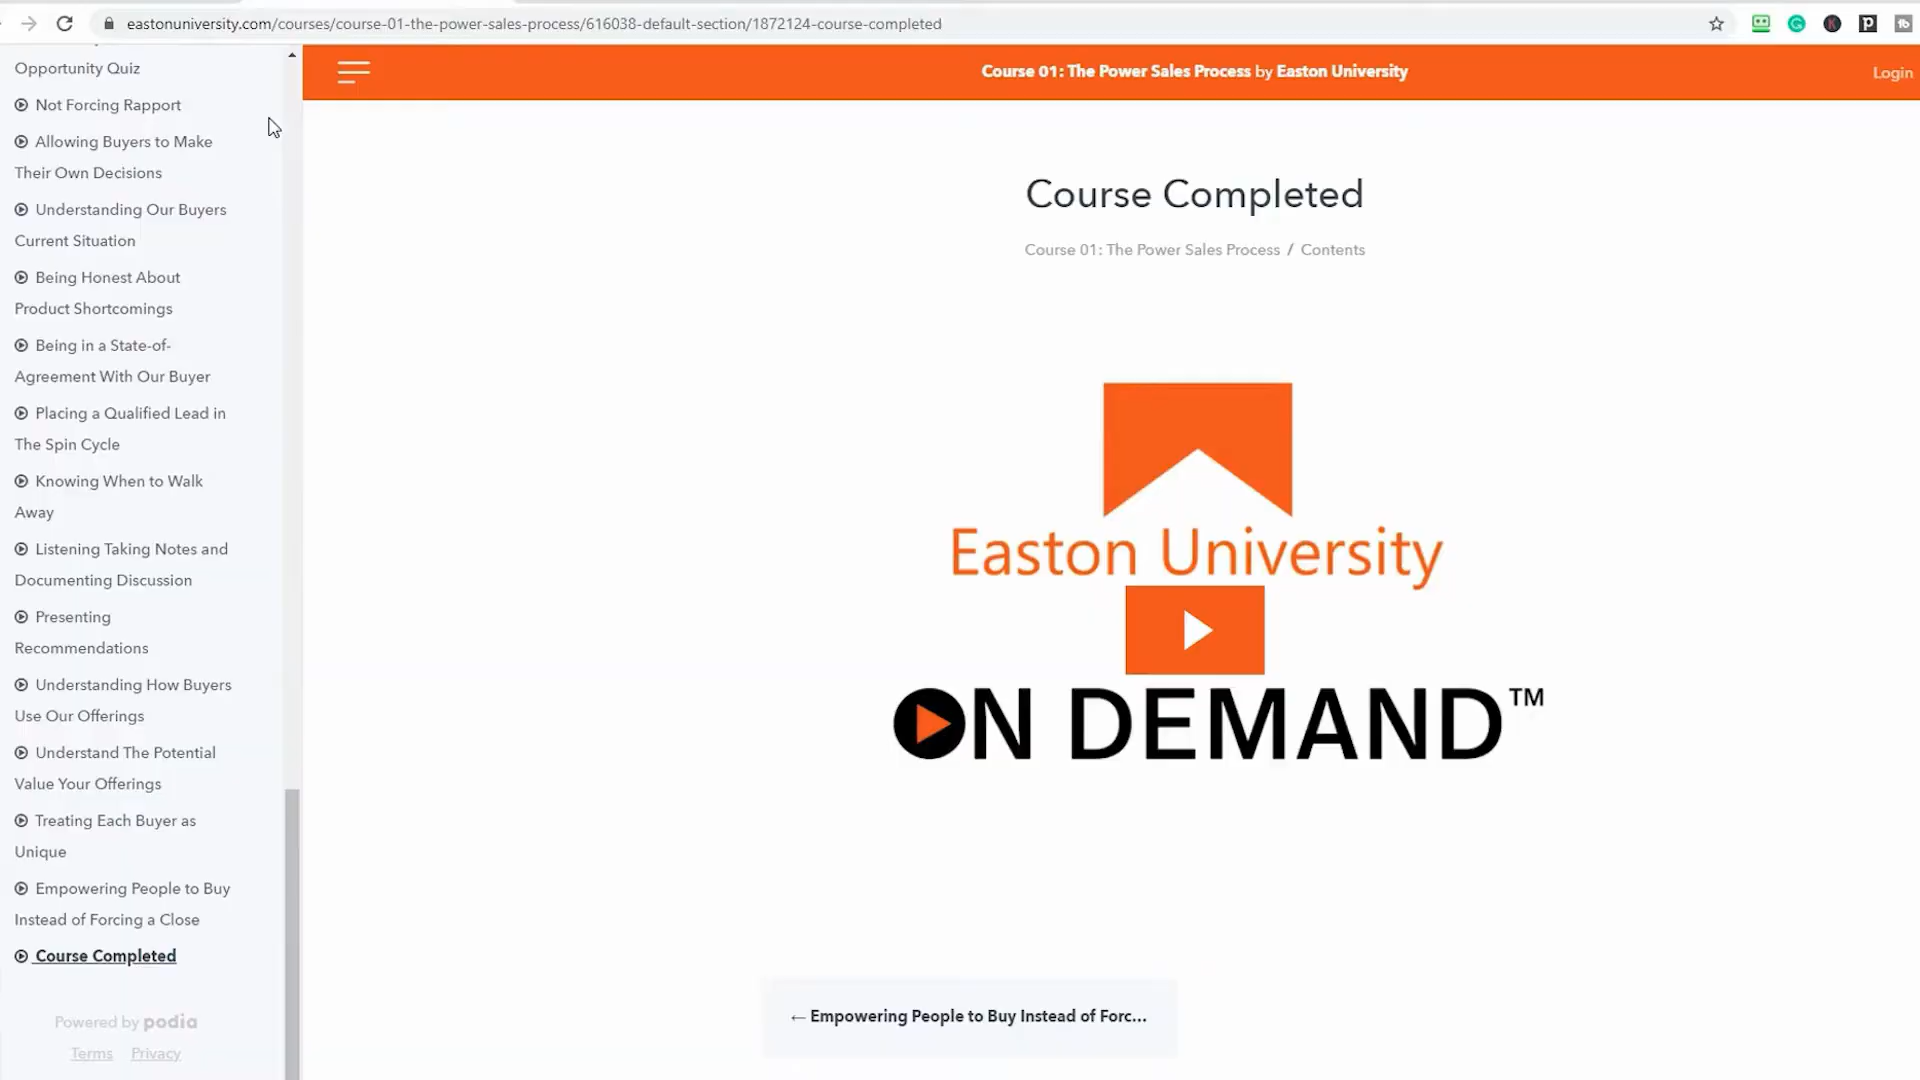 eastonuniversity.com/courses/course-01-the-power-sales-process/616038-default-section/1872124-course-completed
Opportunity Quiz
Not Forcing Rapport
Allowing Buyers to Make
Their Own Decisions
Understanding Our Buyers
Current Situation
Being Honest About
Product Shortcomings
Being in a State-of-
Agreement With Our Buyer
Placing a Qualified Lead in
The Spin Cycle
Knowing When to Walk
Away
Listening Taking Notes and
Documenting Discussion
Presenting
Recommendations
Understanding How Buyers
Use Our Offerings
Understand The Potential
Value Your Offerings
Treating Each Buyer as
Unique
Empowering People to Buy
Instead of Forcing a Close
Course Completed
Powered by podia
Terms Privacy
Course 01: The Power Sales Process by Easton University
Login
Course Completed
Course 01: The Power Sales Process / Contents
Easton University
ON DEMAND™
← Empowering People to Buy Instead of Forc...